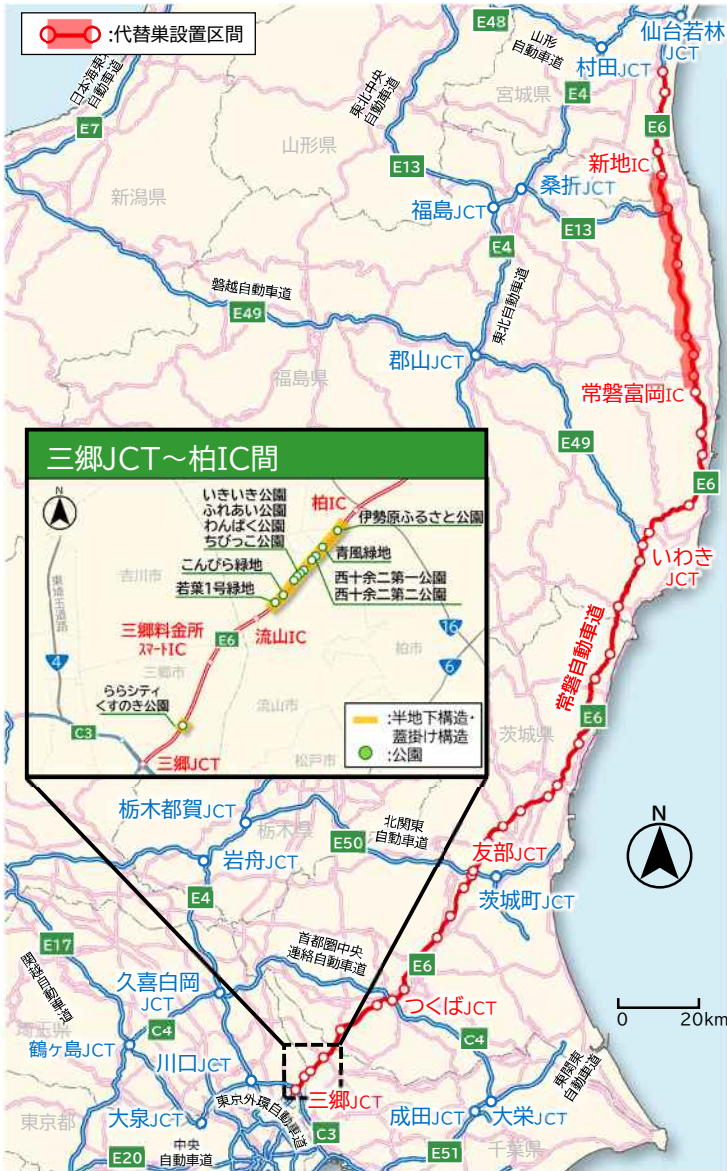 :代替巣設置区間
E48
山形
自動車道
仙台若林
JCT
村田JCT
日本海東北
自動車道
東北中央
自動車道
宮城県
E4
E7
E6
山形県
新地IC
E13
桑折JCT
新潟県
福島JCT
E13
E4
磐越自動車道
東北自動車道
E49
郡山JCT
福島県
常磐富岡IC
E49
E6
いわき
JCT
三郷JCT～柏IC間
N
いきいき公園
ふれあい公園
わんぱく公園
ちびっこ公園
柏IC
伊勢原ふるさと公園
吉川市
こんぴら緑地
青風緑地
若葉1号緑地
西十余二第一公園
西十余二第二公園
三郷料金所
スマートIC
E6
流山IC
16
4
柏市
6
三郷市
ららシティ
くすのき公園
流山市
C3
三郷JCT
松戸市
:半地下構造・
蓋掛け構造
:公園
常磐自動車道
E6
茨城県
栃木都賀JCT
栃木県
北関東
自動車道
E50
友部JCT
岩舟JCT
茨城町JCT
N
E4
E17
関越自動車道
首都圏中央
連絡自動車道
E6
久喜白岡
JCT
つくばJCT
0 20km
埼玉県
C4
鶴ヶ島JCT
C4
川口JCT
東関東
自動車道
東京外環自動車道
三郷JCT
東京都
大泉JCT
C3
成田JCT
大栄JCT
中央
自動車道
E20
E51
千葉県